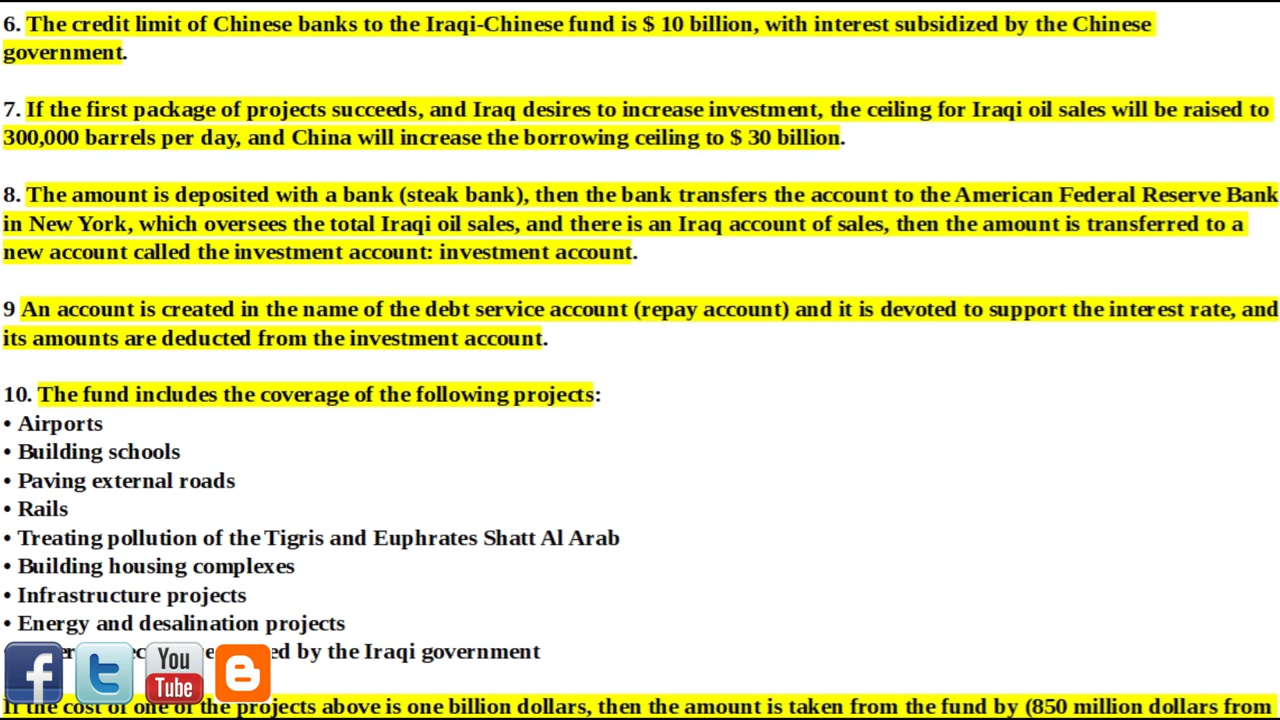 6. The credit limit of Chinese banks to the Iraqi-Chinese fund is $ 10 billion, with interest subsidized by the Chinese
government.
7. If the first package of projects succeeds, and Iraq desires to increase investment, the ceiling for Iraqi oil sales will be raised to
300,000 barrels per day, and China will increase the borrowing ceiling to $ 30 billion.
8. The amount is deposited with a bank (steak bank), then the bank transfers the account to the American Federal Reserve Bank
in New York, which oversees the total Iraqi oil sales, and there is an Iraq account of sales, then the amount is transferred to a
new account called the investment account: investment account.
9 An account is created in the name of the debt service account (repay account) and it is devoted to support the interest rate, and
its amounts are deducted from the investment account.
10. The fund includes the coverage of the following projects:
• Airports
• Building schools
• Paving external roads
• Rails
• Treating pollution of the Tigris and Euphrates Shatt Al Arab
• Building housing complexes
• Infrastructure projects
• Energy and desalination projects
by the Iraqi government
You
Tube
If the cost of one of the projects above is one billion dollars, then the amount is taken from the fund by (850 million dollars from